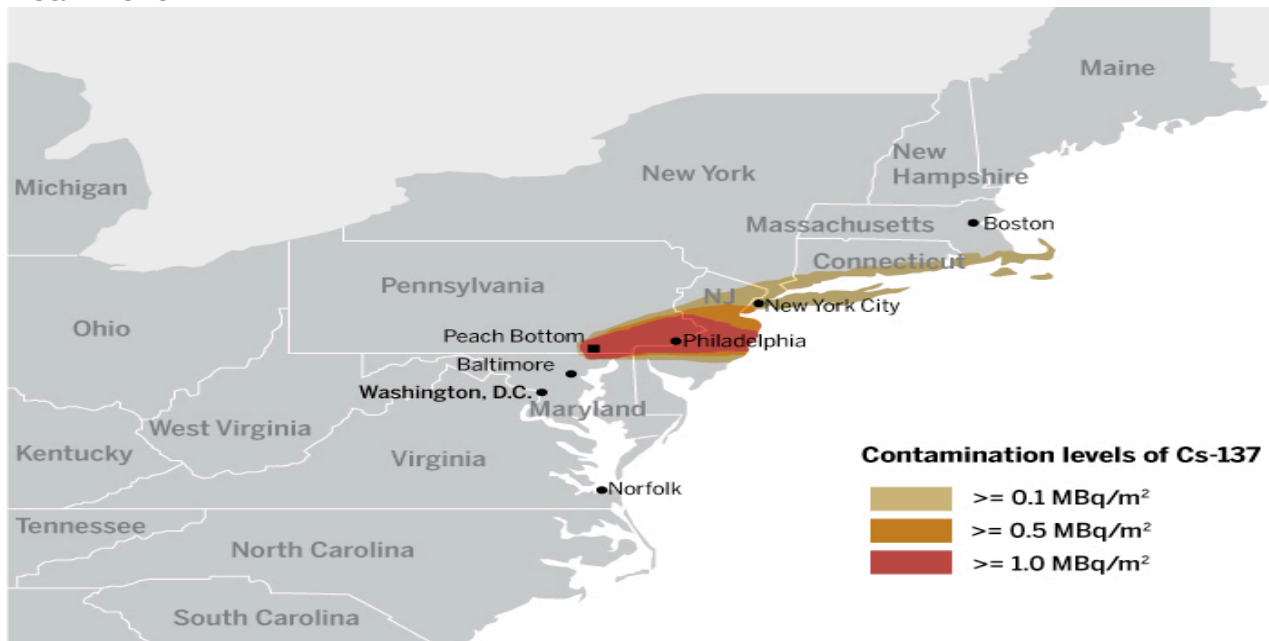 Maine
New
Hampshire
Michigan
New York
Massachusetts
Boston
Connecticut
Pennsylvania
NJ
New York City
Ohio
Peach Bottom
Philadelphia
Baltimore
Washington, D.C.
Maryland
West Virginia
Kentucky
Virginia
Contamination levels of Cs-137
Norfolk
>= 0.1 MBq/m²
Tennessee
>= 0.5 MBq/m²
North Carolina
>= 1.0 MBq/m²
South Carolina